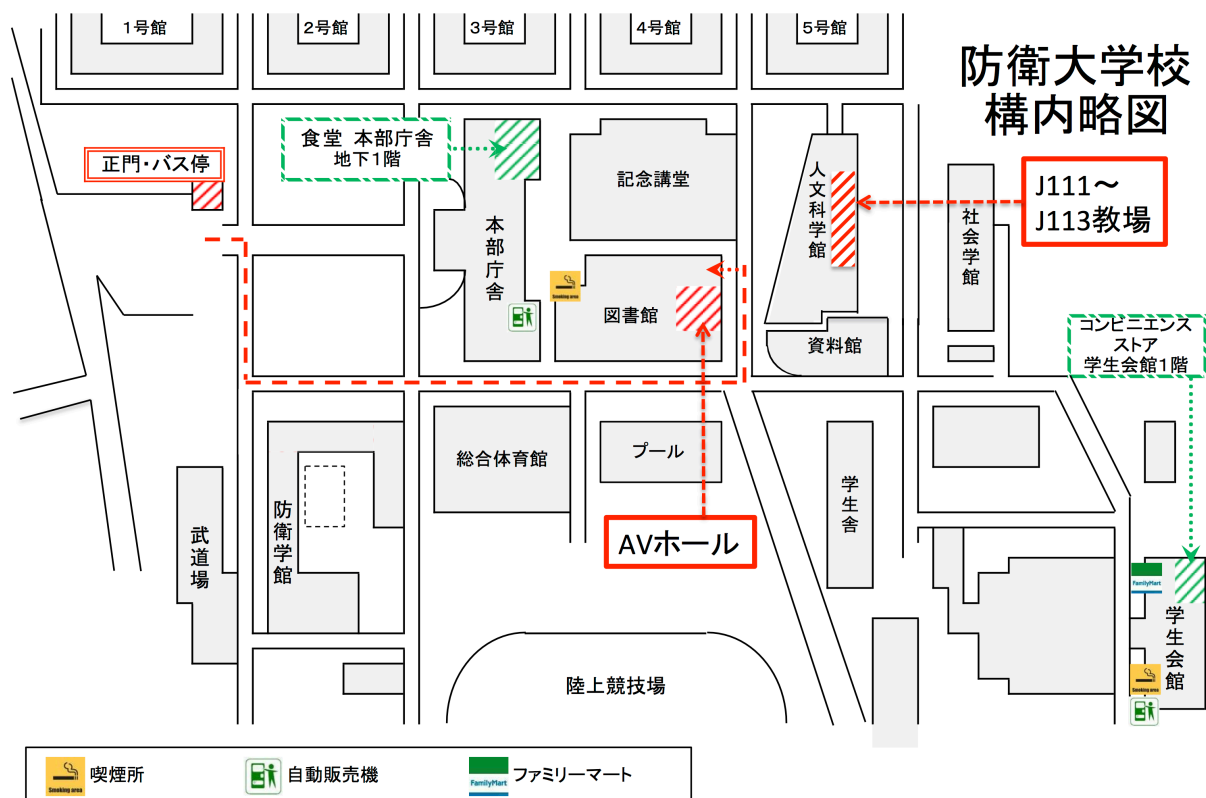 1号館
2号館
3号館
4号館
5号館
防衛大学校
構内略図
正門・バス停
食堂 本部庁舎
地下1階
記念講堂
人文科学館
J111～
J113教場
社会学館
本部庁舎
Smoking area
図書館
資料館
コンビニエンス
ストア
学生会館1階
総合体育館
プール
学生舎
防衛学館
武道場
AVホール
FamilyMart
学生会館
Smoking area
陸上競技場
Smoking area
喫煙所
自動販売機
FamilyMart
ファミリーマート